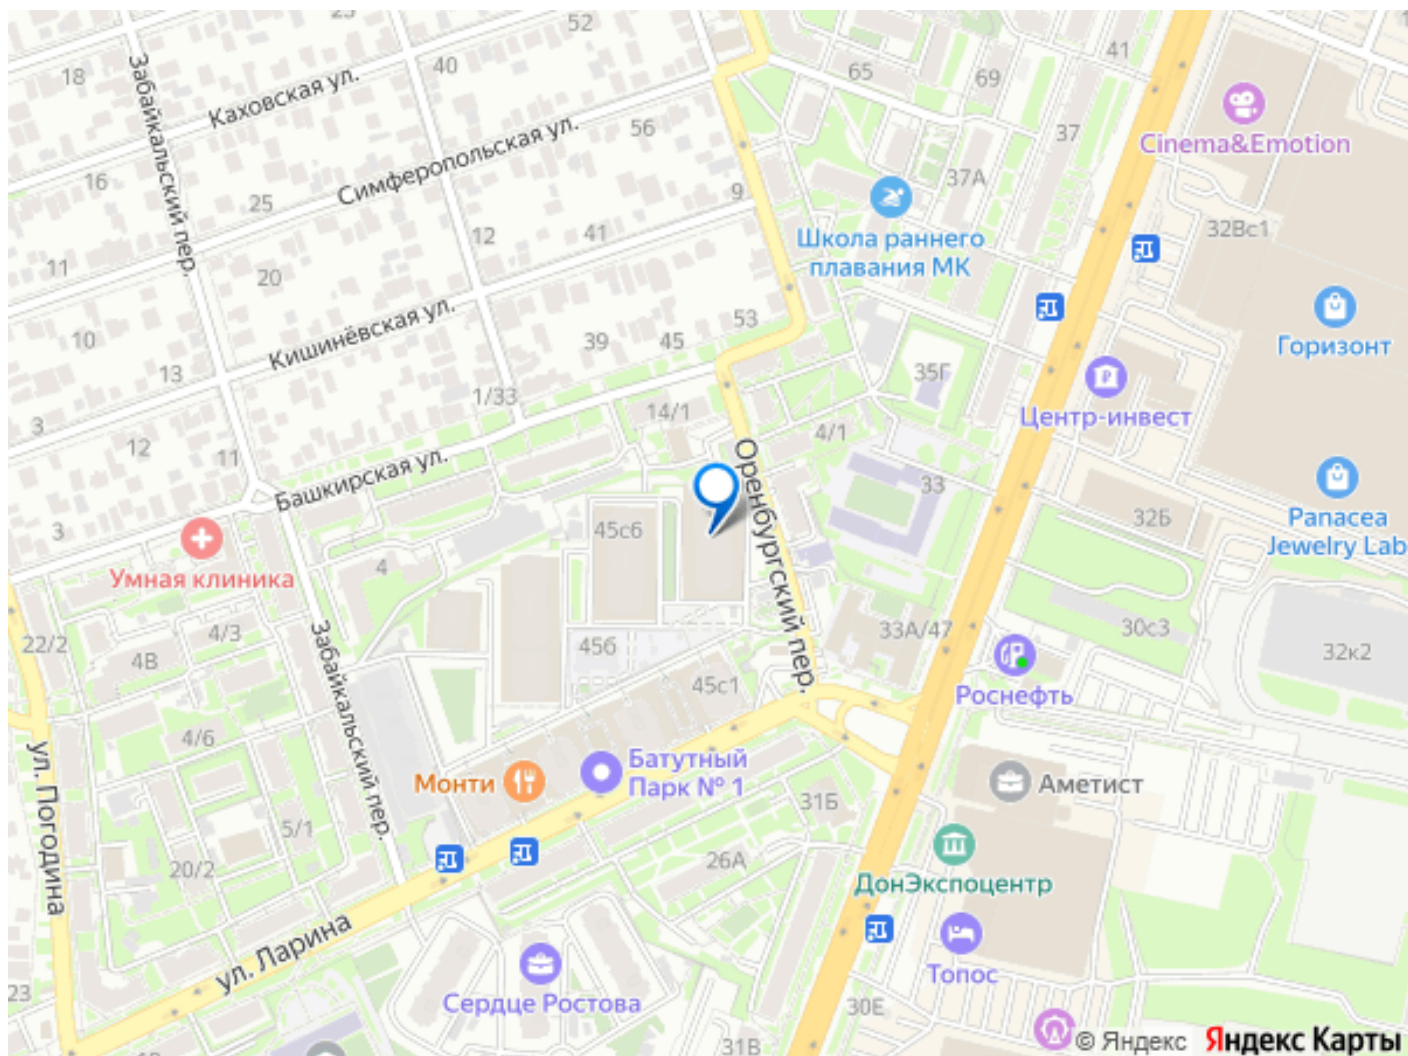 52
41
18
40
65
69
Забайкальский пер.
Каховская ул.
Cinema&Emotion
56
37
Симферопольская ул.
16
37А
25
9
Школа раннего
плавания МК
12
41
32Вс1
11
20
Кишинёвская ул.
53
10
39
45
Горизонт
13
35Г
1/33
14/1
Центр-инвест
3
12
4/1
11
Башкирская ул.
Оренбургский пер.
33
32Б
Panacea
Jewelry Lab
3
45с6
Умная клиника
4
22/2
4/3
33А/47
30с3
4В
45б
32к2
Забайкальский пер.
45с1
Роснефть
4/6
ул. Погодина
Монти
Батутный
Парк № 1
Аметист
31Б
5/1
20/2
26А
ДонЭкспоцентр
ул. Ларина
Топос
23
Сердце Ростова
30Е
31В
© Яндекс
Яндекс Карты